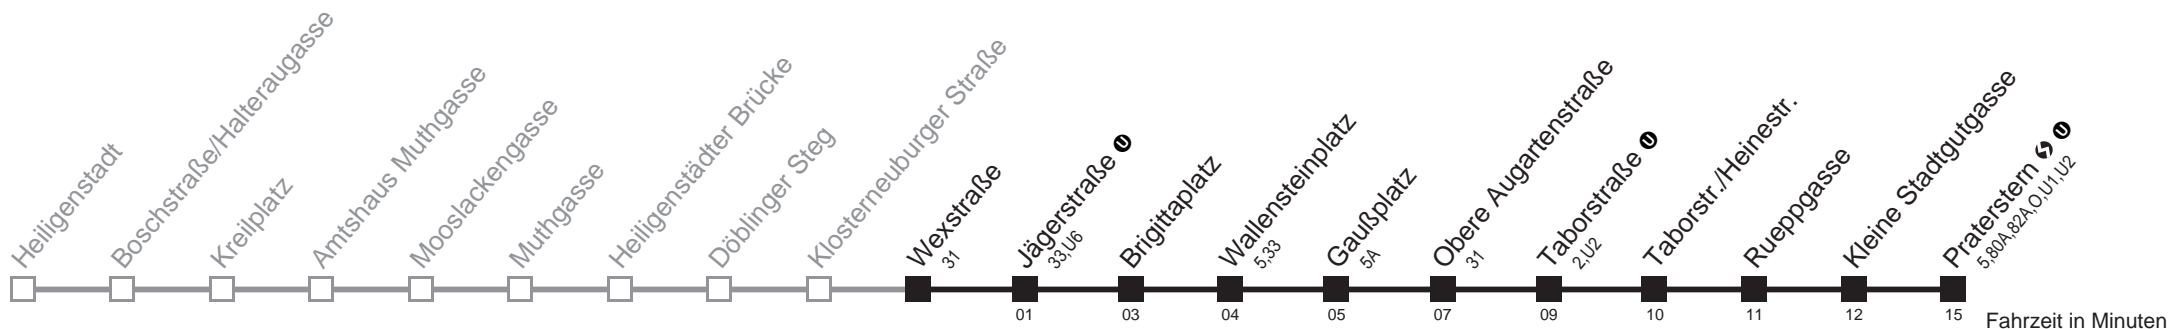 Heiligenstadt
Boschstraße/Halteraugasse
Kreilplatz
Amtshaus Muthgasse
Mooslackengasse
Muthgasse
Heiligenstädter Brücke
Döblinger Steg
Klosterneuburger Straße
Wexstraße
31
Jägerstraße U
33,U6
Brigittaplatz
Wallensteinplatz
5,33
Gaußplatz
5A
Obere Augartenstraße
31
Taborstraße U
2,U2
Taborstr./Heinestr.
Rueppgasse
Kleine Stadtgutgasse
Praterstern S U
5,80A,82A,O,U1,U2
01 03 04 05 07 09 10 11 12 15 Fahrzeit in Minuten